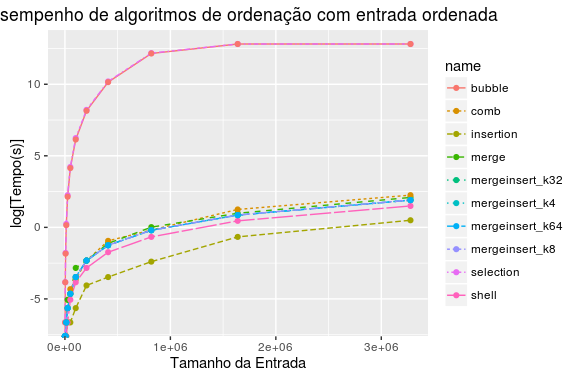 sempenho de algoritmos de ordenação com entrada ordenada
log[Tempo(s)]
10
5
0
-5
0e+00 1e+06 2e+06 3e+06
Tamanho da Entrada
name
bubble
comb
insertion
merge
mergeinsert_k32
mergeinsert_k4
mergeinsert_k64
mergeinsert_k8
selection
shell